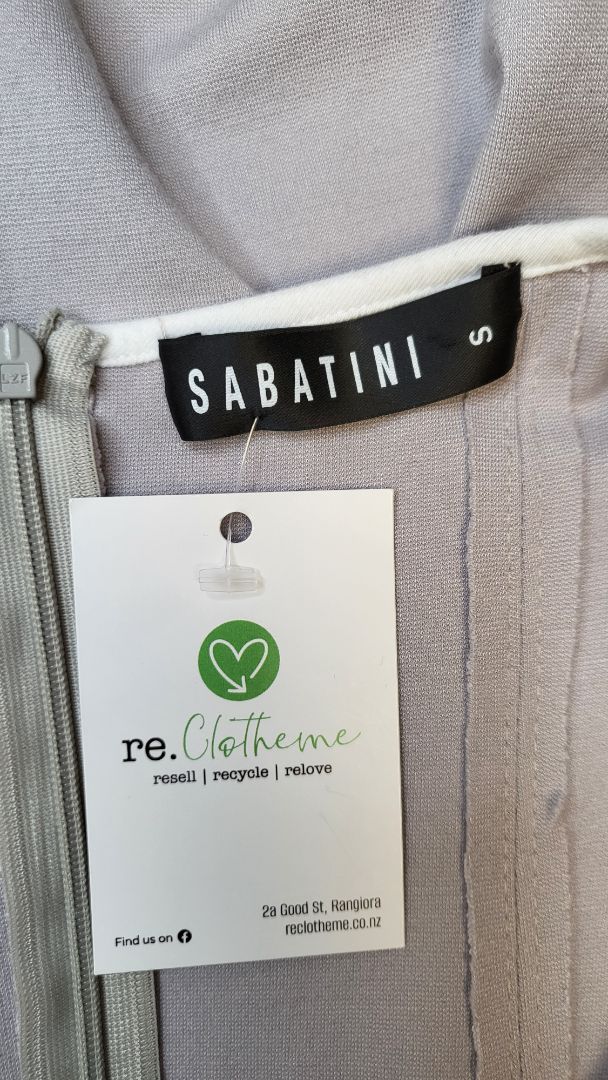 SABATINI S
LZF
re.Clotheme
resell | recycle | relove
2a Good St, Rangiora
reclotheme.co.nz
Find us on